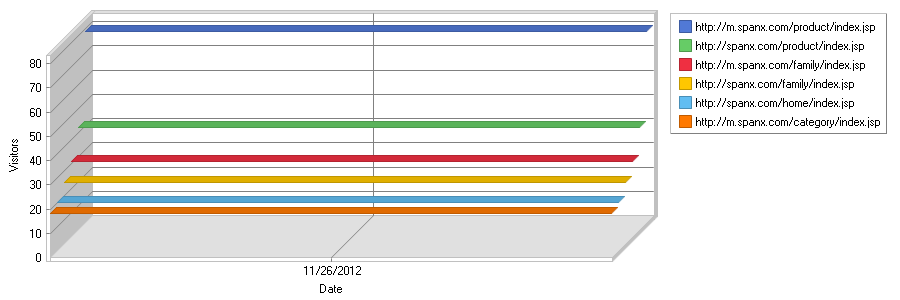 80
70
60
50
40
30
20
10
0
Visitors
11/26/2012
Date
http://m.spanx.com/product/index.jsp
http://spanx.com/product/index.jsp
http://m.spanx.com/family/index.jsp
http://spanx.com/family/index.jsp
http://spanx.com/home/index.jsp
http://m.spanx.com/category/index.jsp